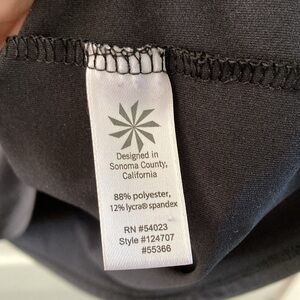 Designed in
Sonoma County,
California
88% polyester,
12% lycra® spandex
RN #54023
Style #124707
#55366